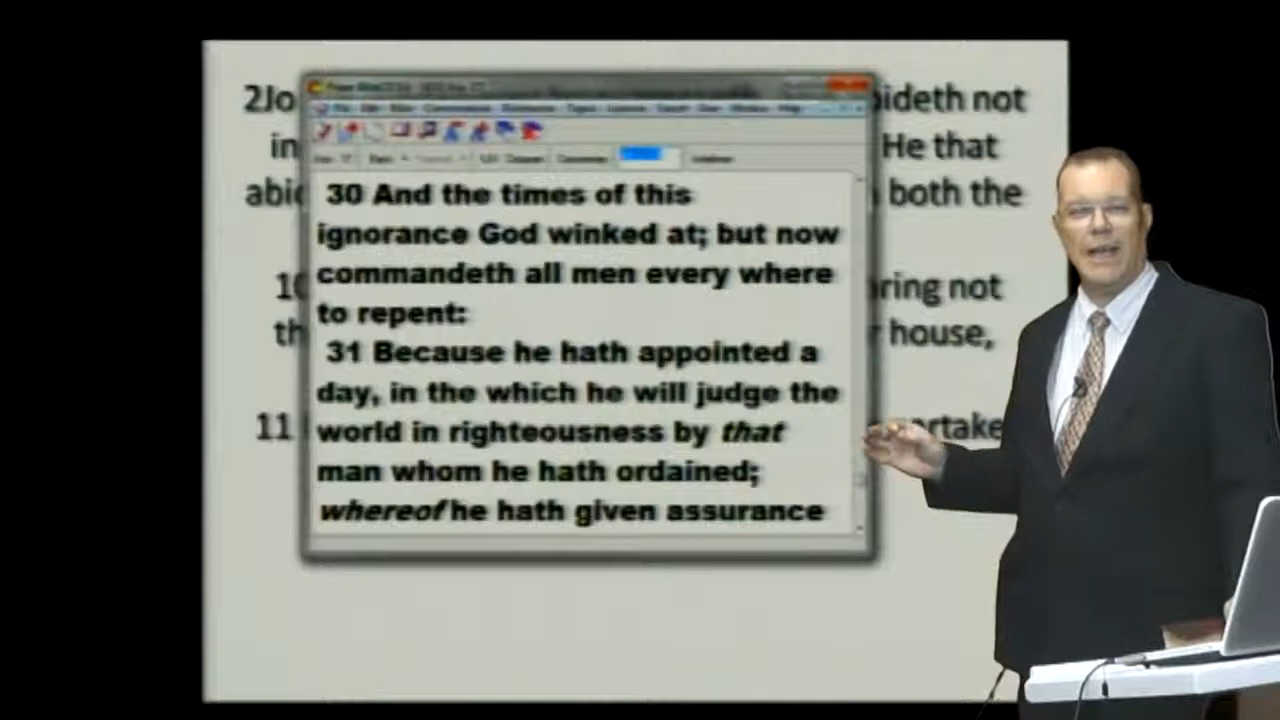 2Jo
ideth not
in
He that
abid
both the
30 And the times of this
ignorance God winked at; but now
commandeth all men every where
to repent:
31 Because he hath appointed a
day, in the which he will judge the
world in righteousness by that
man whom he hath ordained;
whereof he hath given assurance
10
ring not
th
house,
11
rtake